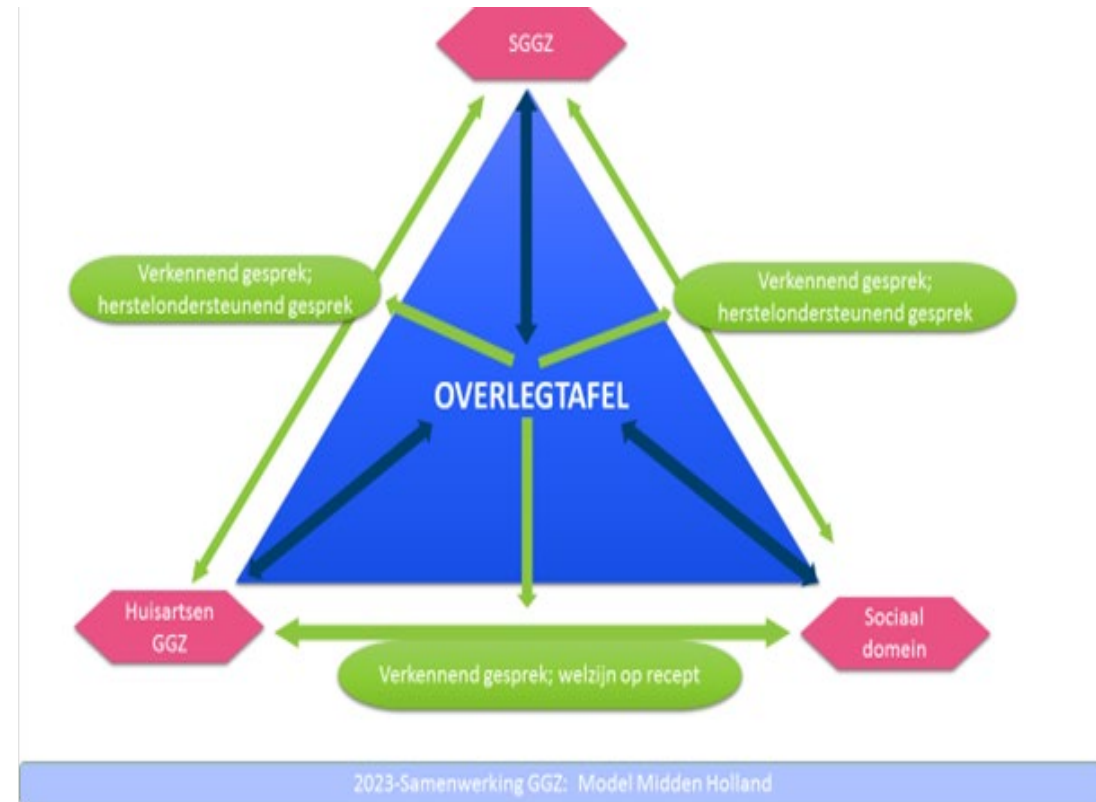 SGGZ
Verkennend gesprek;
herstelondersteunend gesprek
Verkennend gesprek;
herstelondersteunend gesprek
OVERLEGTAFEL
Huisartsen
GGZ
Sociaal
domein
Verkennend gesprek; welzijn op recept
2023-Samenwerking GGZ: Model Midden Holland